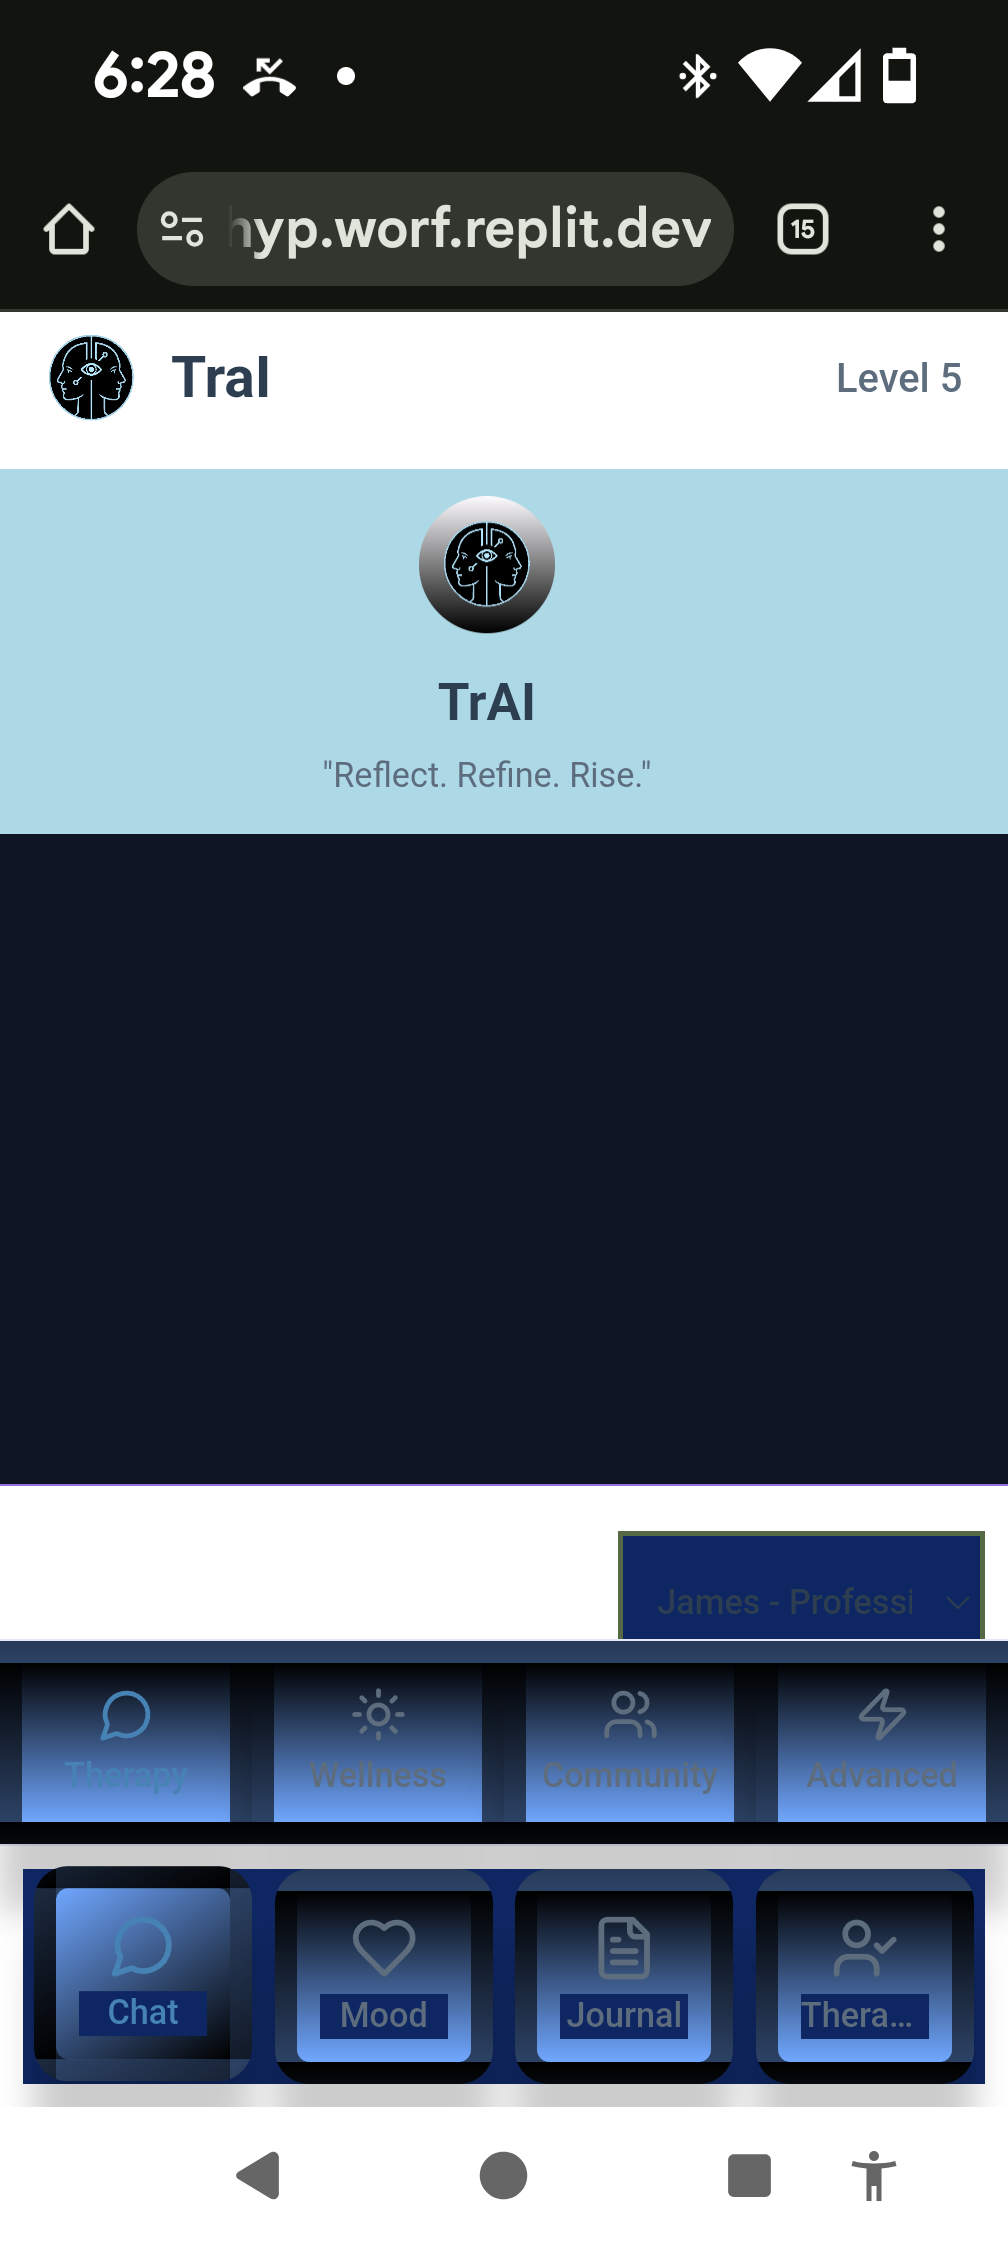 6:28
hyp.worf.replit.dev
15
TraI
Level 5
TrAI
"Reflect. Refine. Rise."
James - Professi
Therapy
Wellness
Community
Advanced
Chat
Mood
Journal
Thera...